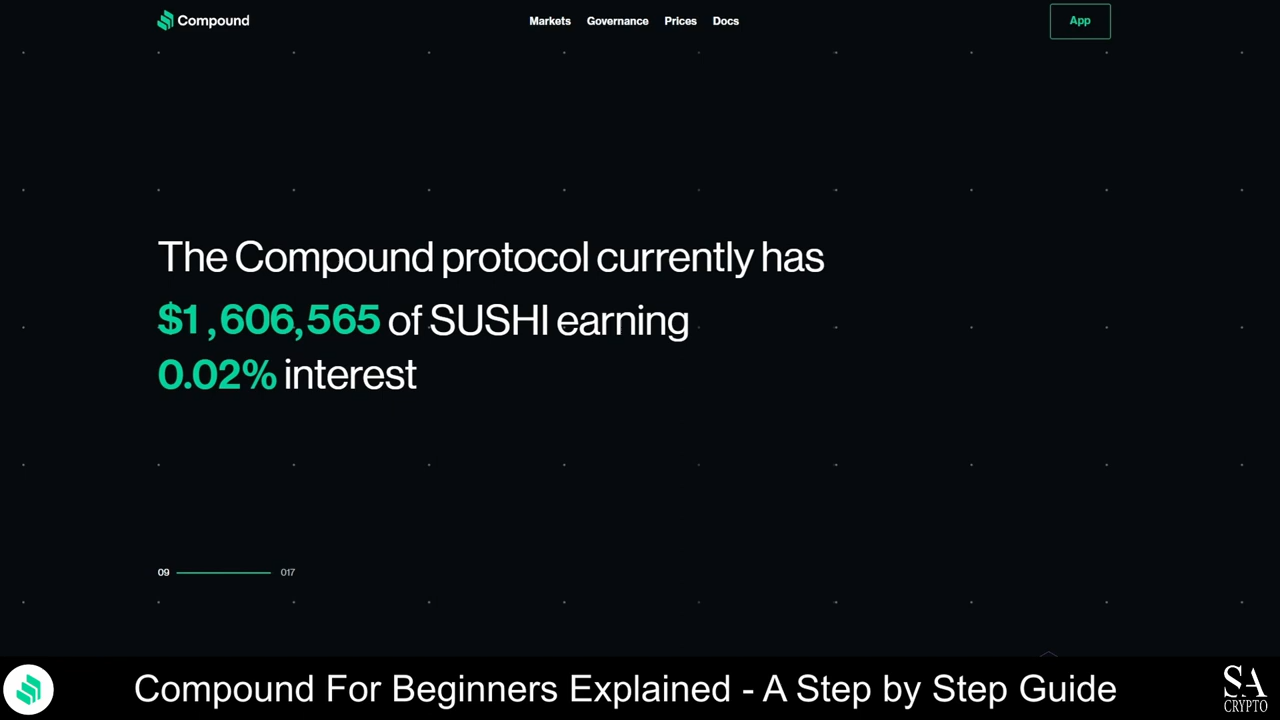 Compound
Markets Governance Prices Docs
App
The Compound protocol currently has
$1,606,565 of SUSHI earning
0.02% interest
09 017
Compound For Beginners Explained - A Step by Step Guide
SA
CRYPTO